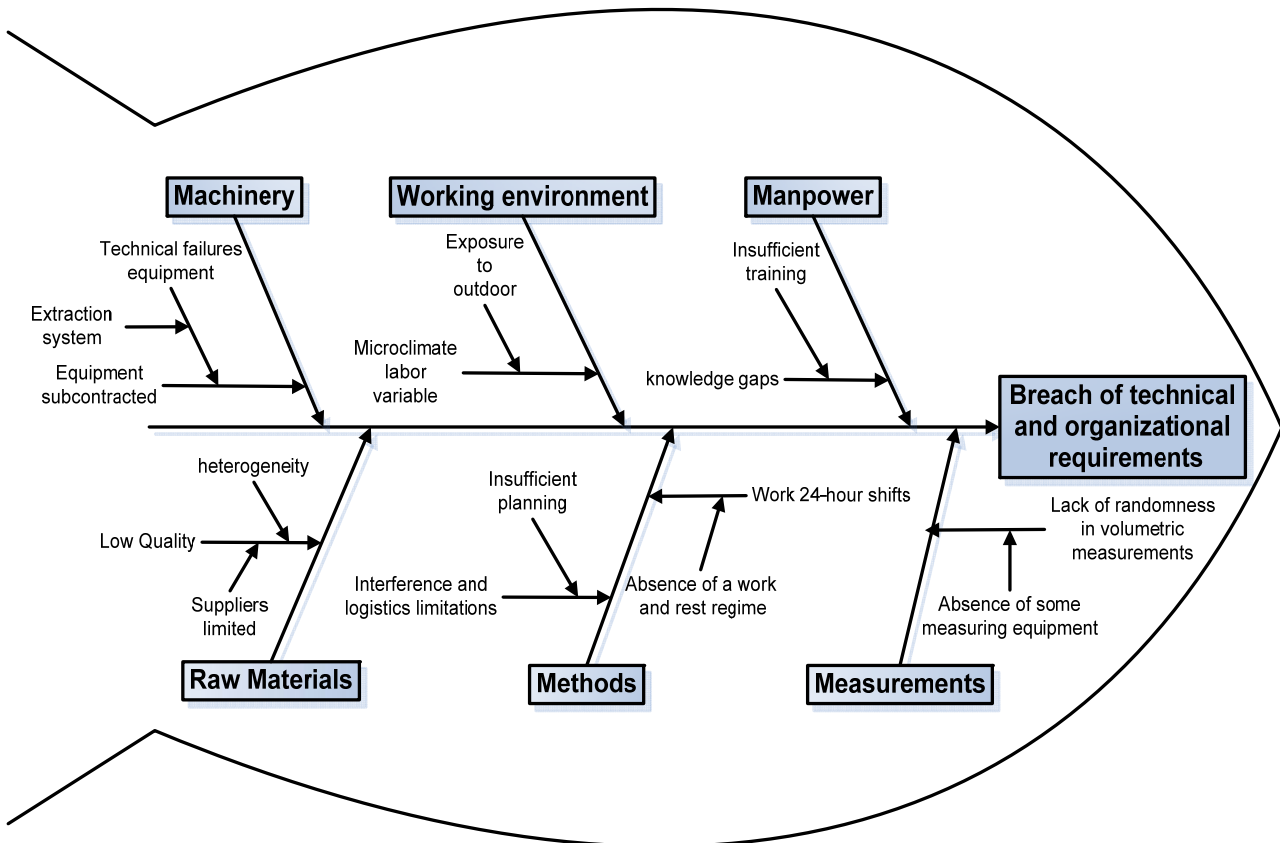 Machinery
Working environment
Manpower
Technical failures
equipment
Exposure
to
outdoor
Insufficient
training
Extraction
system
Microclimate
labor
variable
Equipment
subcontracted
knowledge gaps
Breach of technical
and organizational
requirements
heterogeneity
Low Quality
Suppliers
limited
Insufficient
planning
Work 24-hour shifts
Interference and
logistics limitations
Absence of a work
and rest regime
Lack of randomness
in volumetric
measurements
Absence of some
measuring equipment
Raw Materials
Methods
Measurements